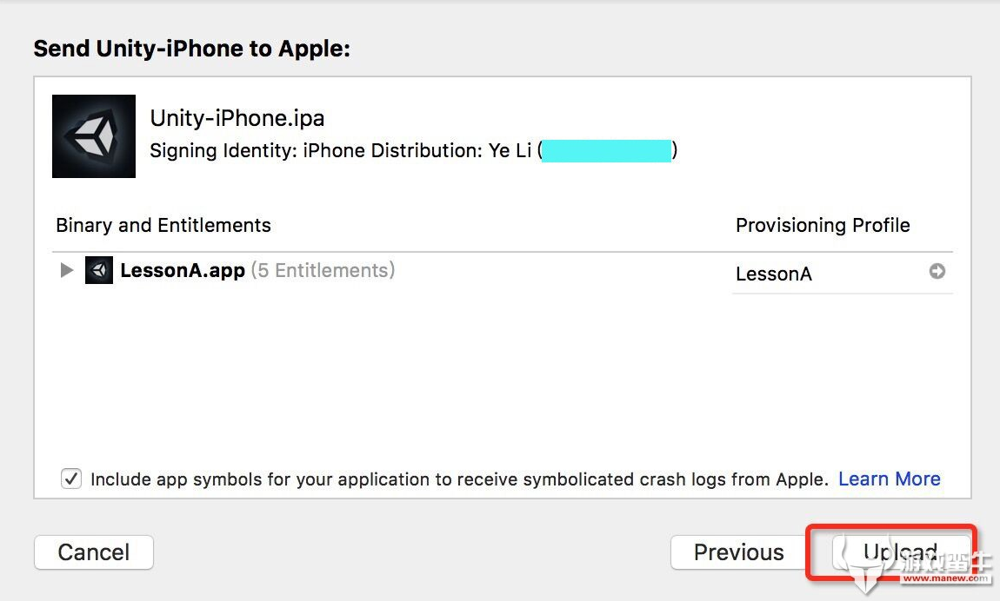 Send Unity-iPhone to Apple:
Unity-iPhone.ipa
Signing Identity: iPhone Distribution: Ye Li ( )
Binary and Entitlements
Provisioning Profile
LessonA.app (5 Entitlements)
LessonA
Include app symbols for your application to receive symbolicated crash logs from Apple. Learn More
Cancel
Previous
Upload
游戏蛮牛
www.manew.com